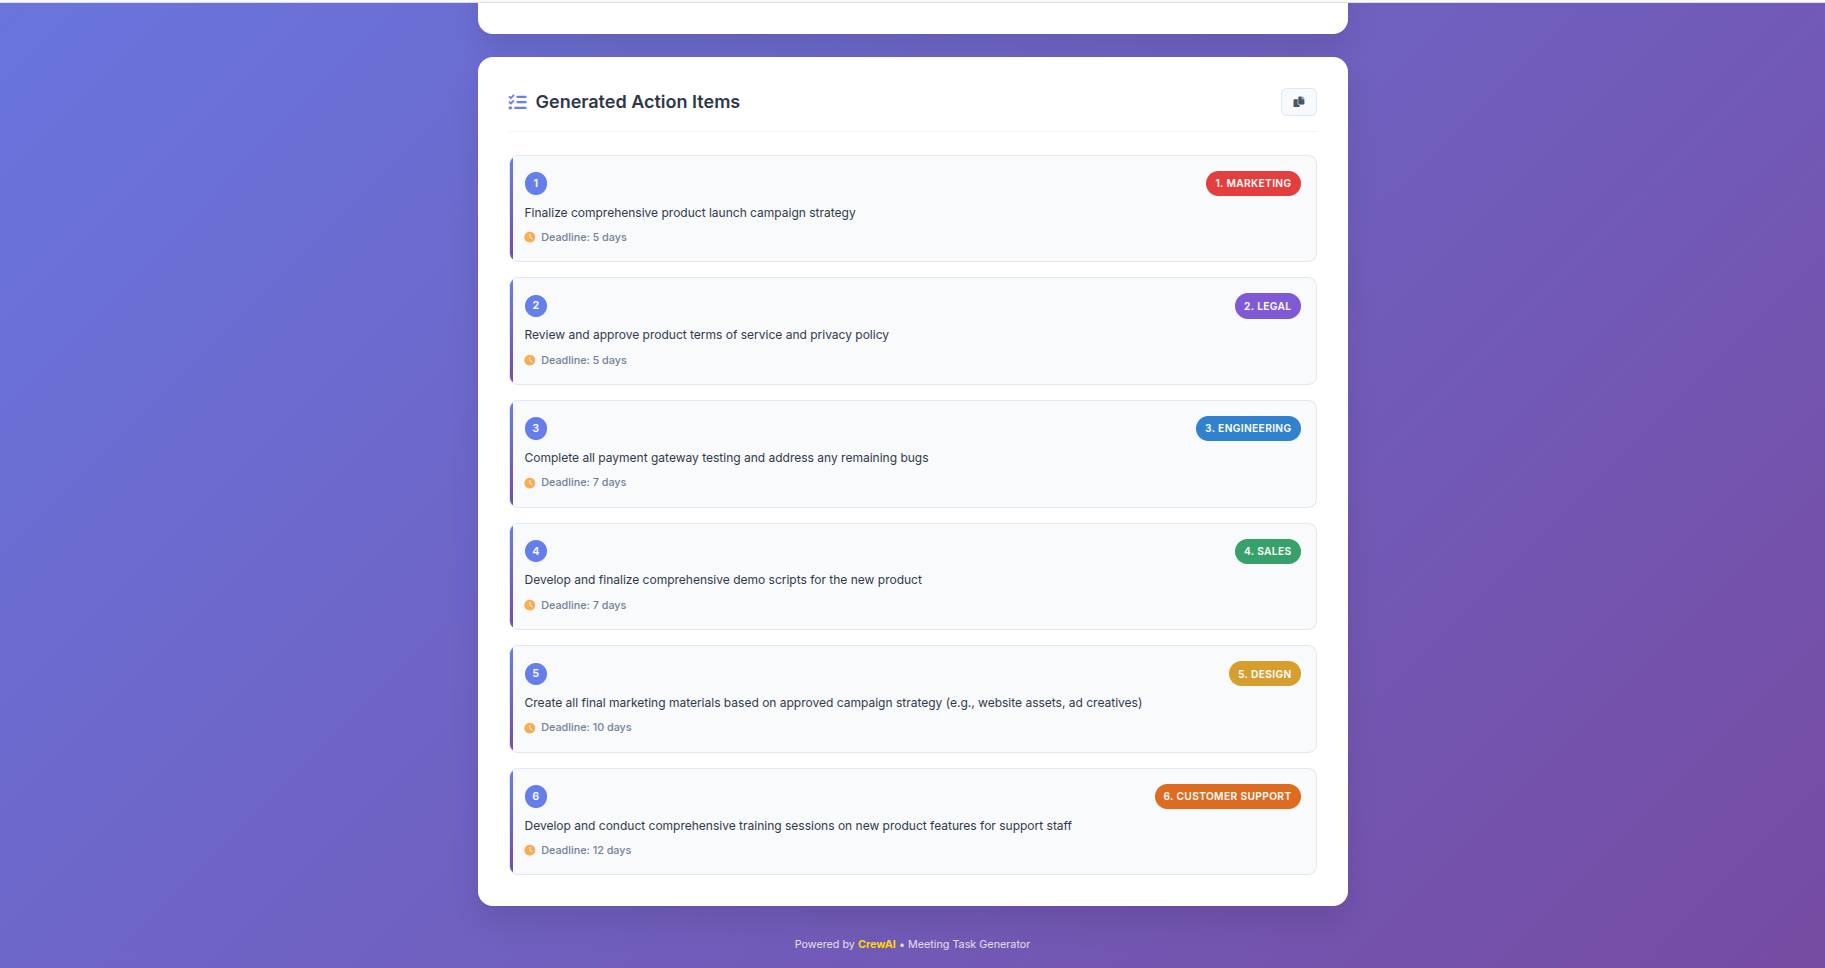 Generated Action Items
1
1. MARKETING
Finalize comprehensive product launch campaign strategy
Deadline: 5 days
2
2. LEGAL
Review and approve product terms of service and privacy policy
Deadline: 5 days
3
3. ENGINEERING
Complete all payment gateway testing and address any remaining bugs
Deadline: 7 days
4
4. SALES
Develop and finalize comprehensive demo scripts for the new product
Deadline: 7 days
5
5. DESIGN
Create all final marketing materials based on approved campaign strategy (e.g., website assets, ad creatives)
Deadline: 10 days
6
6. CUSTOMER SUPPORT
Develop and conduct comprehensive training sessions on new product features for support staff
Deadline: 12 days
Powered by CrewAI • Meeting Task Generator